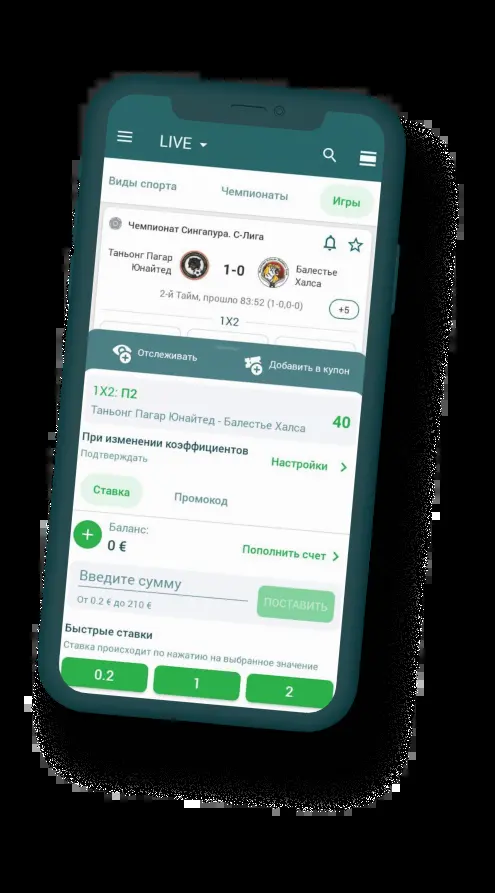 LIVE
Виды спорта
Чемпионаты
Игры
Чемпионат Сингапура. С-Лига
Таньонг Пагар
Юнайтед
1-0
Балестье
Халса
2-й Тайм, прошло 83:52 (1-0,0-0)
+5
1X2
Отслеживать
Добавить в купон
1X2: П2
Таньонг Пагар Юнайтед - Балестье Халса
40
При изменении коэффициентов
Подтверждать
Настройки
Ставка
Промокод
Баланс:
0 €
Пополнить счет
Введите сумму
От 0.2 € до 210 €
ПОСТАВИТЬ
Быстрые ставки
Ставка происходит по нажатию на выбранное значение
0.2
1
2